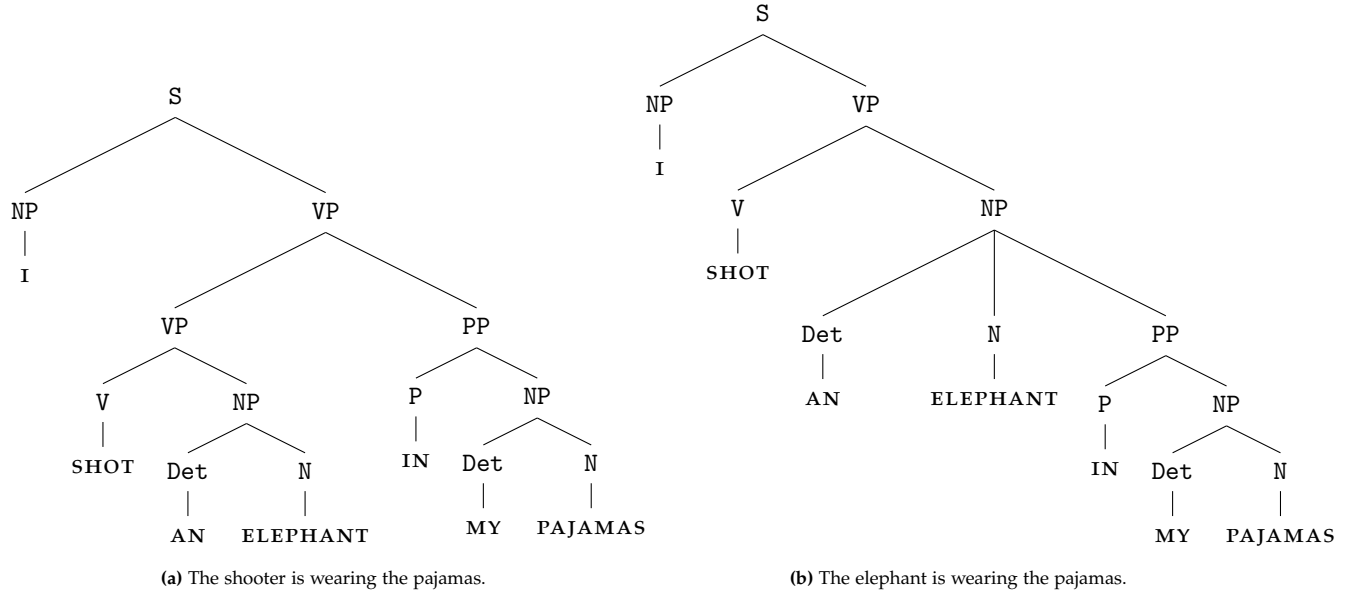 S
NP VP
I
VP PP
V NP P NP
SHOT Det N IN Det N
AN ELEPHANT MY PAJAMAS
(a) The shooter is wearing the pajamas.
S
NP VP
I
V NP
SHOT
Det N PP
AN ELEPHANT P NP
IN Det N
MY PAJAMAS
(b) The elephant is wearing the pajamas.